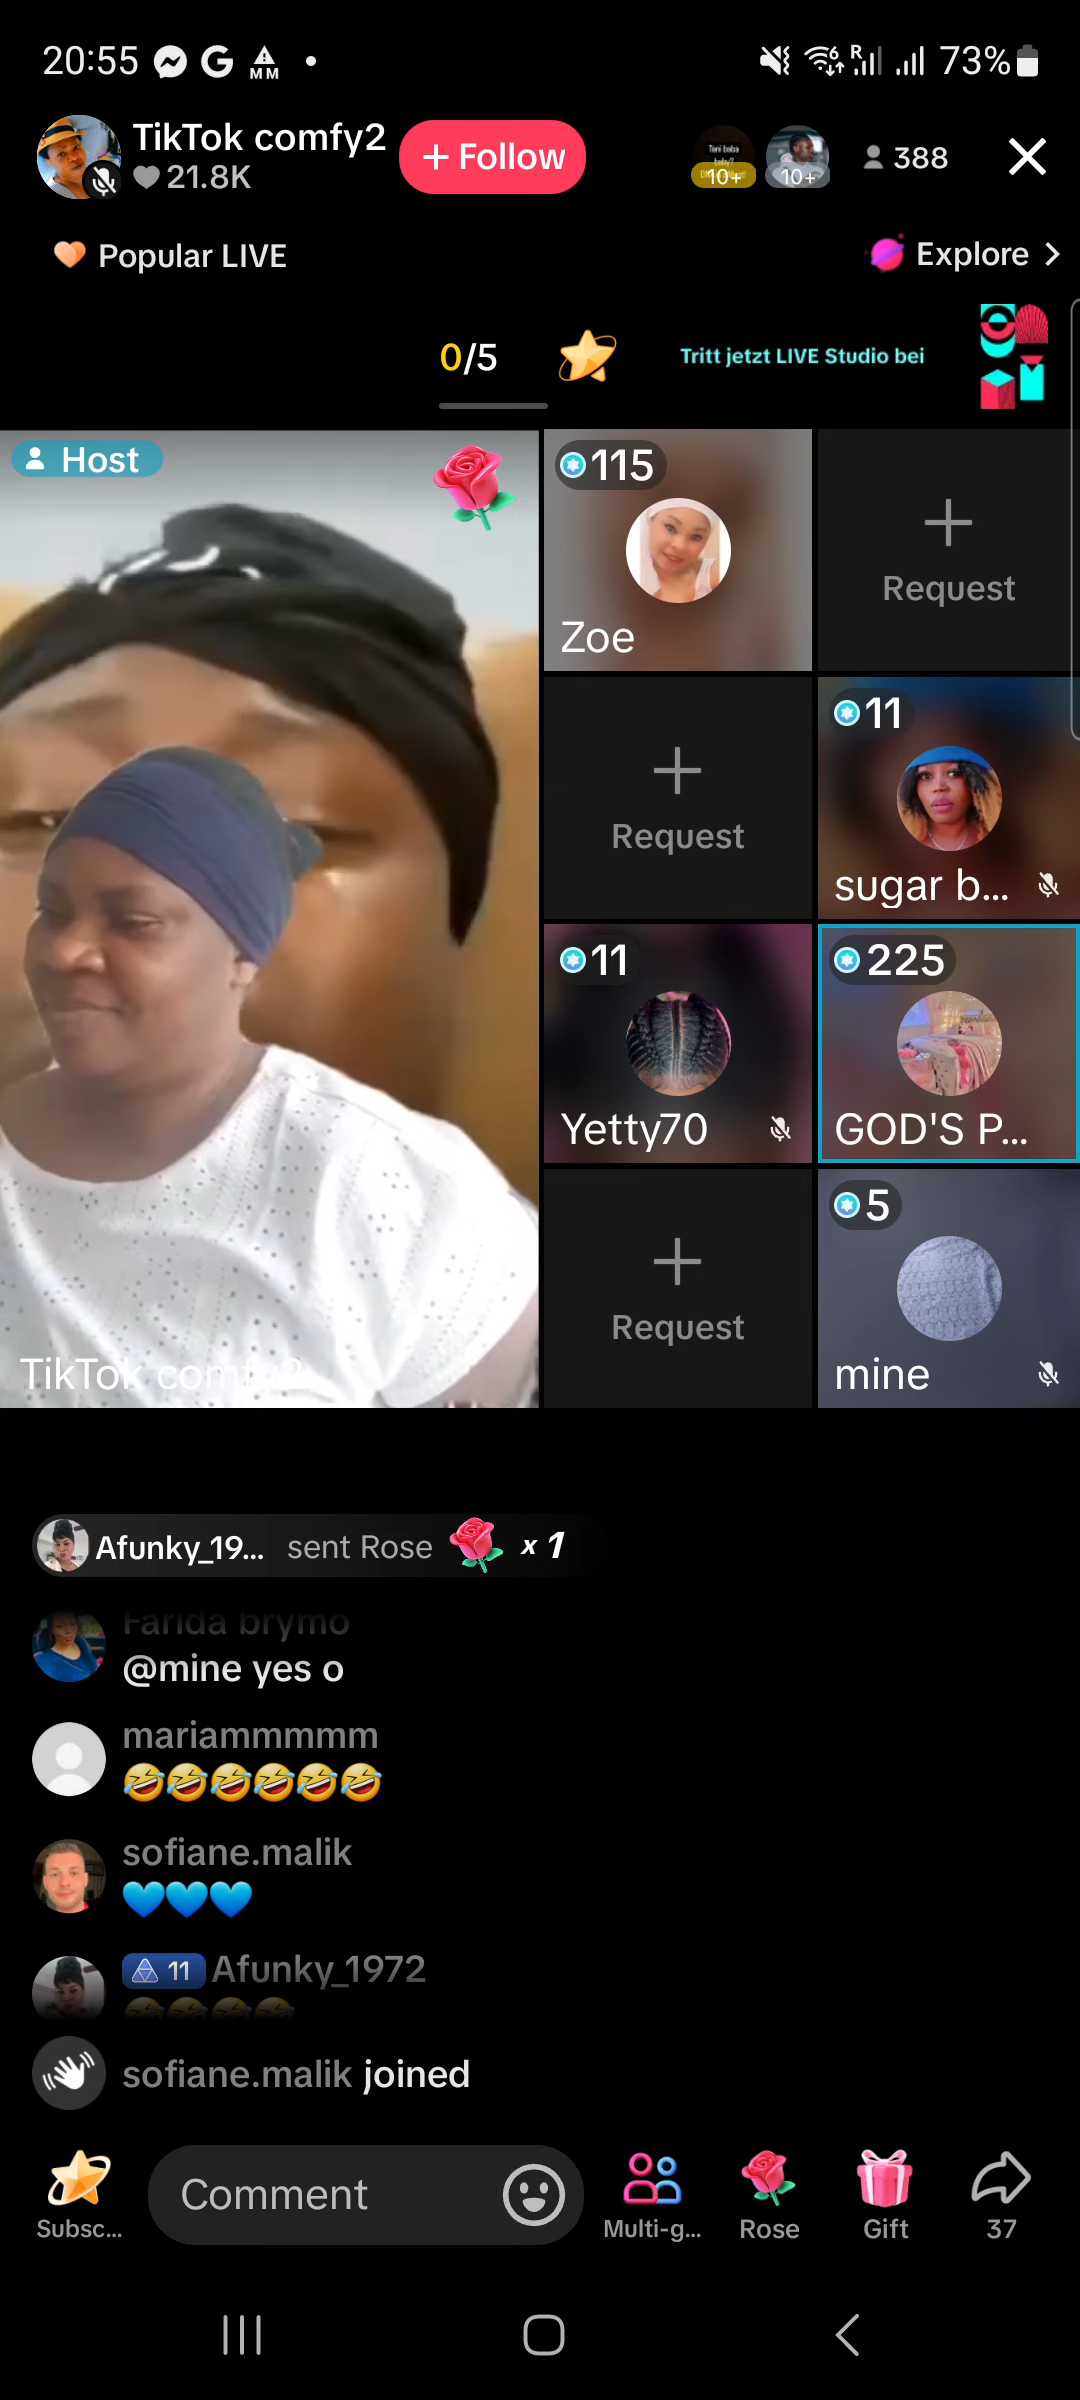 20:55
73%
TikTok comfy2
21.8K
+ Follow
10+
10+
388
Popular LIVE
Explore
0/5
Tritt jetzt LIVE Studio bei
Host
115
Zoe
Request
Request
11
sugar b...
11
Yetty70
225
GOD'S P...
Request
5
mine
TikTok comfy2
Afunky_19... sent Rose x 1
Farida brymo
@mine yes o
mariammmmm
sofiane.malik
11 Afunky_1972
sofiane.malik joined
Subsc...
Comment
Multi-g...
Rose
Gift
37